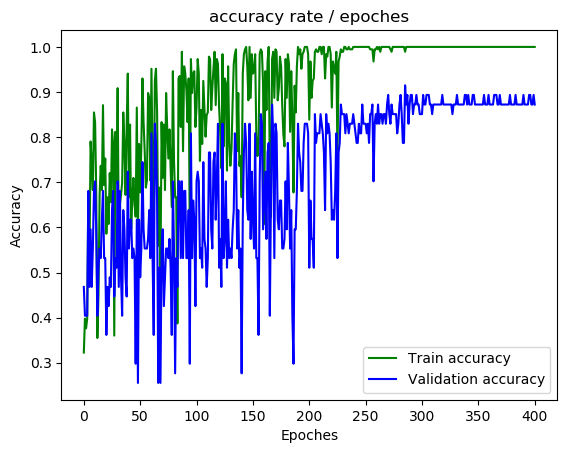 accuracy rate / epoches
Accuracy
1.0
0.9
0.8
0.7
0.6
0.5
0.4
0.3
Train accuracy
Validation accuracy
0 50 100 150 200 250 300 350 400
Epoches